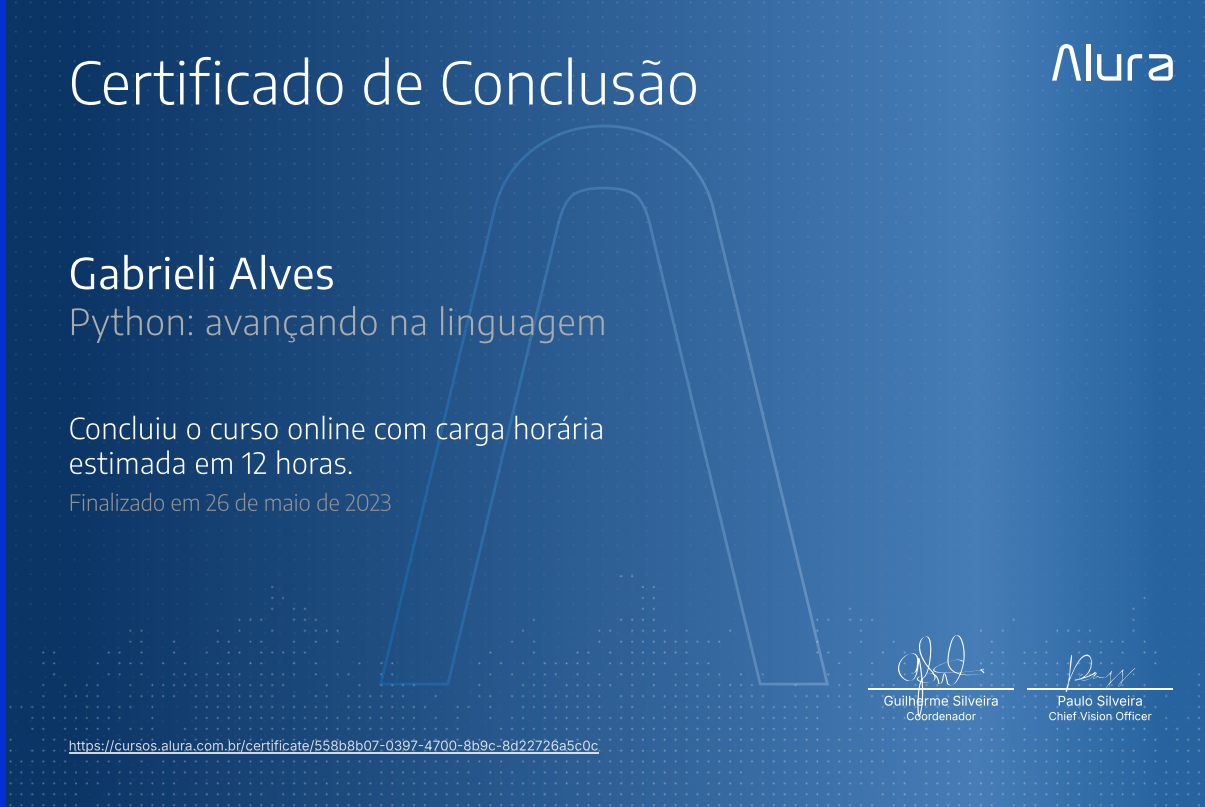 Certificado de Conclusão
Alura
Gabrieli Alves
Python: avançando na linguagem
Concluiu o curso online com carga horária
estimada em 12 horas.
Finalizado em 26 de maio de 2023
Guilherme Silveira
Coordenador
Paulo Silveira
Chief Vision Officer
https://cursos.alura.com.br/certificate/558b8b07-0397-4700-8b9c-8d22726a5c0c